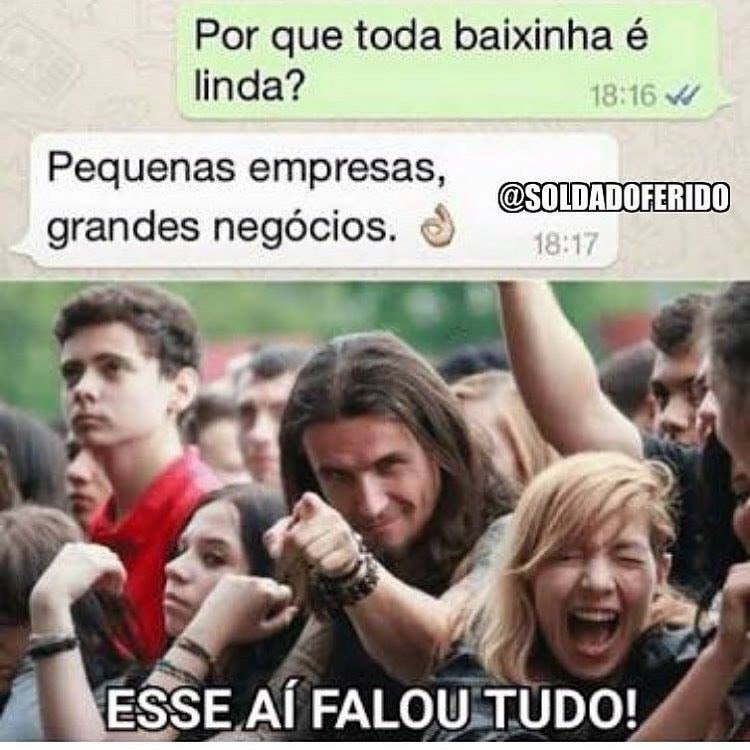 Por que toda baixinha é
linda?
18:16
Pequenas empresas,
grandes negócios. 👌🏼
18:17
@SOLDADOFERIDO
ESSE AÍ FALOU TUDO!